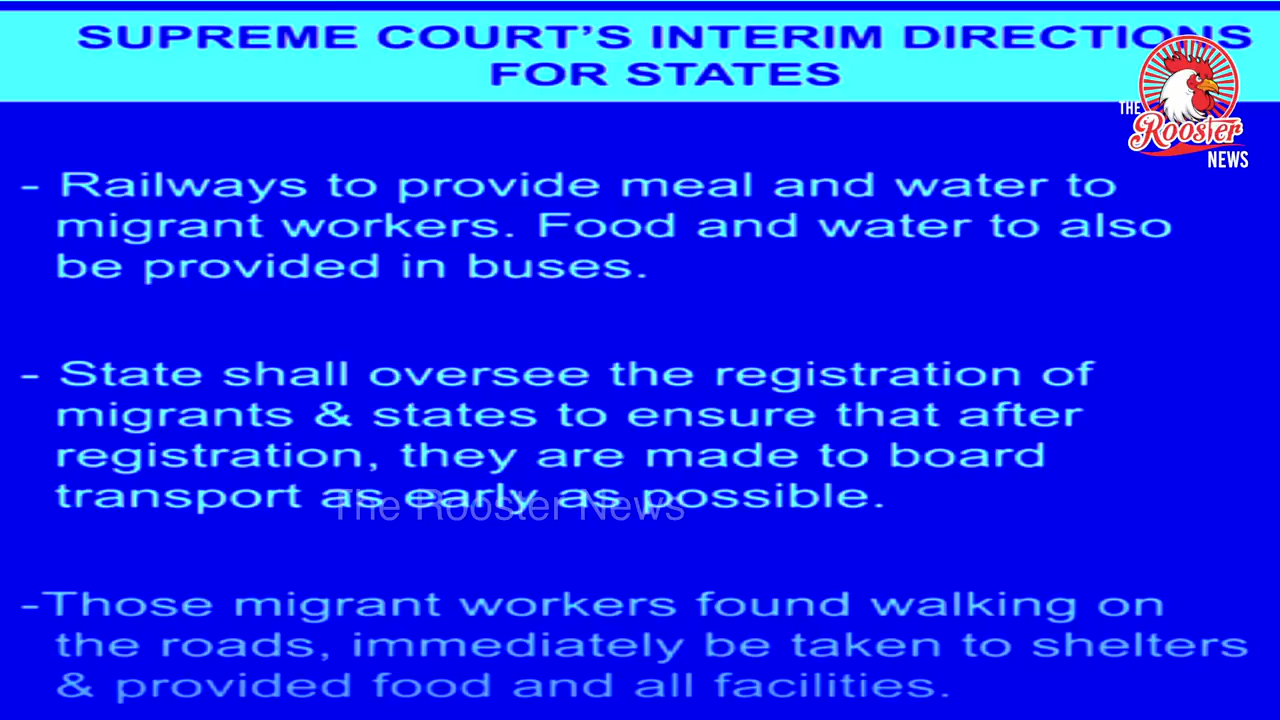 SUPREME COURT'S INTERIM DIRECTIONS
FOR STATES
THE
Rooster
NEWS
- Railways to provide meal and water to
migrant workers. Food and water to also
be provided in buses.
- State shall oversee the registration of
migrants & states to ensure that after
registration, they are made to board
transport as early as possible.
The Rooster News
-Those migrant workers found walking on
the roads, immediately be taken to shelters
& provided food and all facilities.